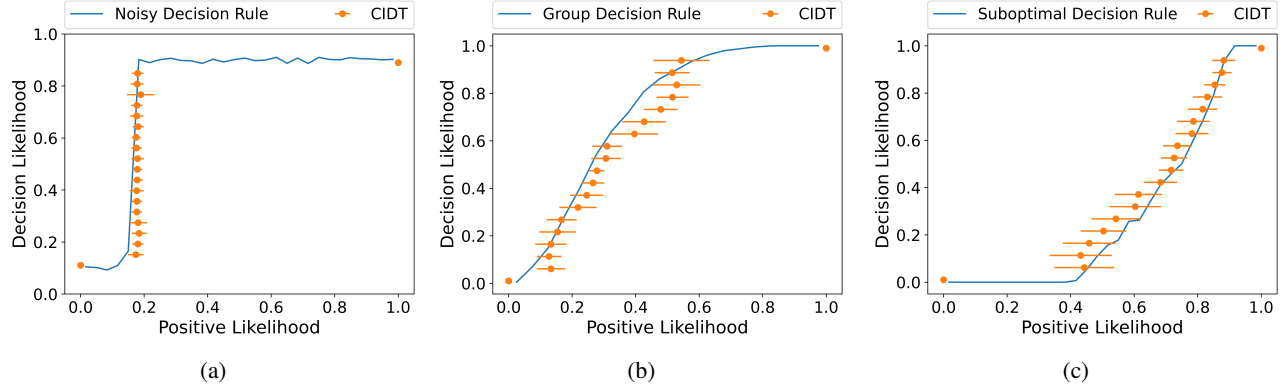 Noisy Decision Rule CIDT
1.0
0.8
0.6
0.4
0.2
0.0
Decision Likelihood
0.0 0.2 0.4 0.6 0.8 1.0
Positive Likelihood
(a)
Group Decision Rule CIDT
1.0
0.8
0.6
0.4
0.2
0.0
Decision Likelihood
0.0 0.2 0.4 0.6 0.8 1.0
Positive Likelihood
(b)
Suboptimal Decision Rule CIDT
1.0
0.8
0.6
0.4
0.2
0.0
Decision Likelihood
0.0 0.2 0.4 0.6 0.8 1.0
Positive Likelihood
(c)